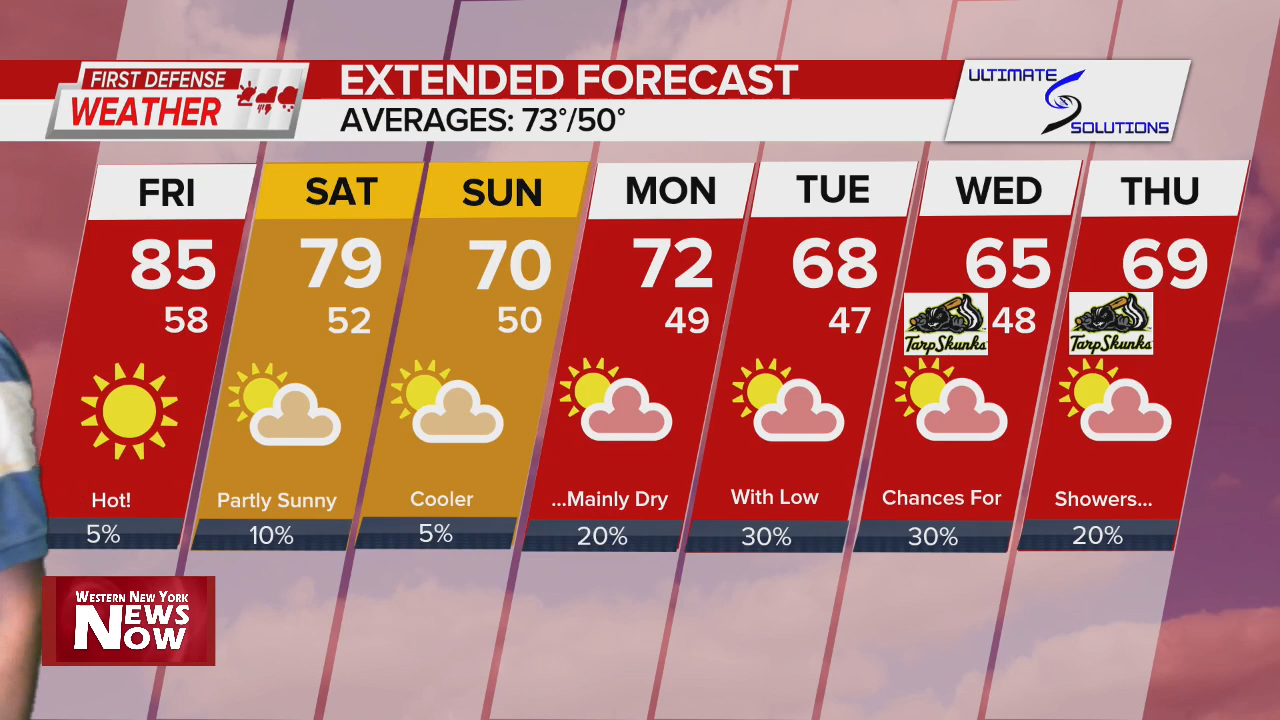 FIRST DEFENSE
WEATHER
EXTENDED FORECAST
AVERAGES: 73°/50°
ULTIMATE
SOLUTIONS
FRI
SAT
SUN
MON
TUE
WED
THU
85
79
70
72
68
65
69
58
52
50
49
47
48
TarpSkunks
TarpSkunks
Hot!
Partly Sunny
Cooler
...Mainly Dry
With Low
Chances For
Showers...
5%
10%
5%
20%
30%
30%
20%
WESTERN NEW YORK
NEWS
NOW